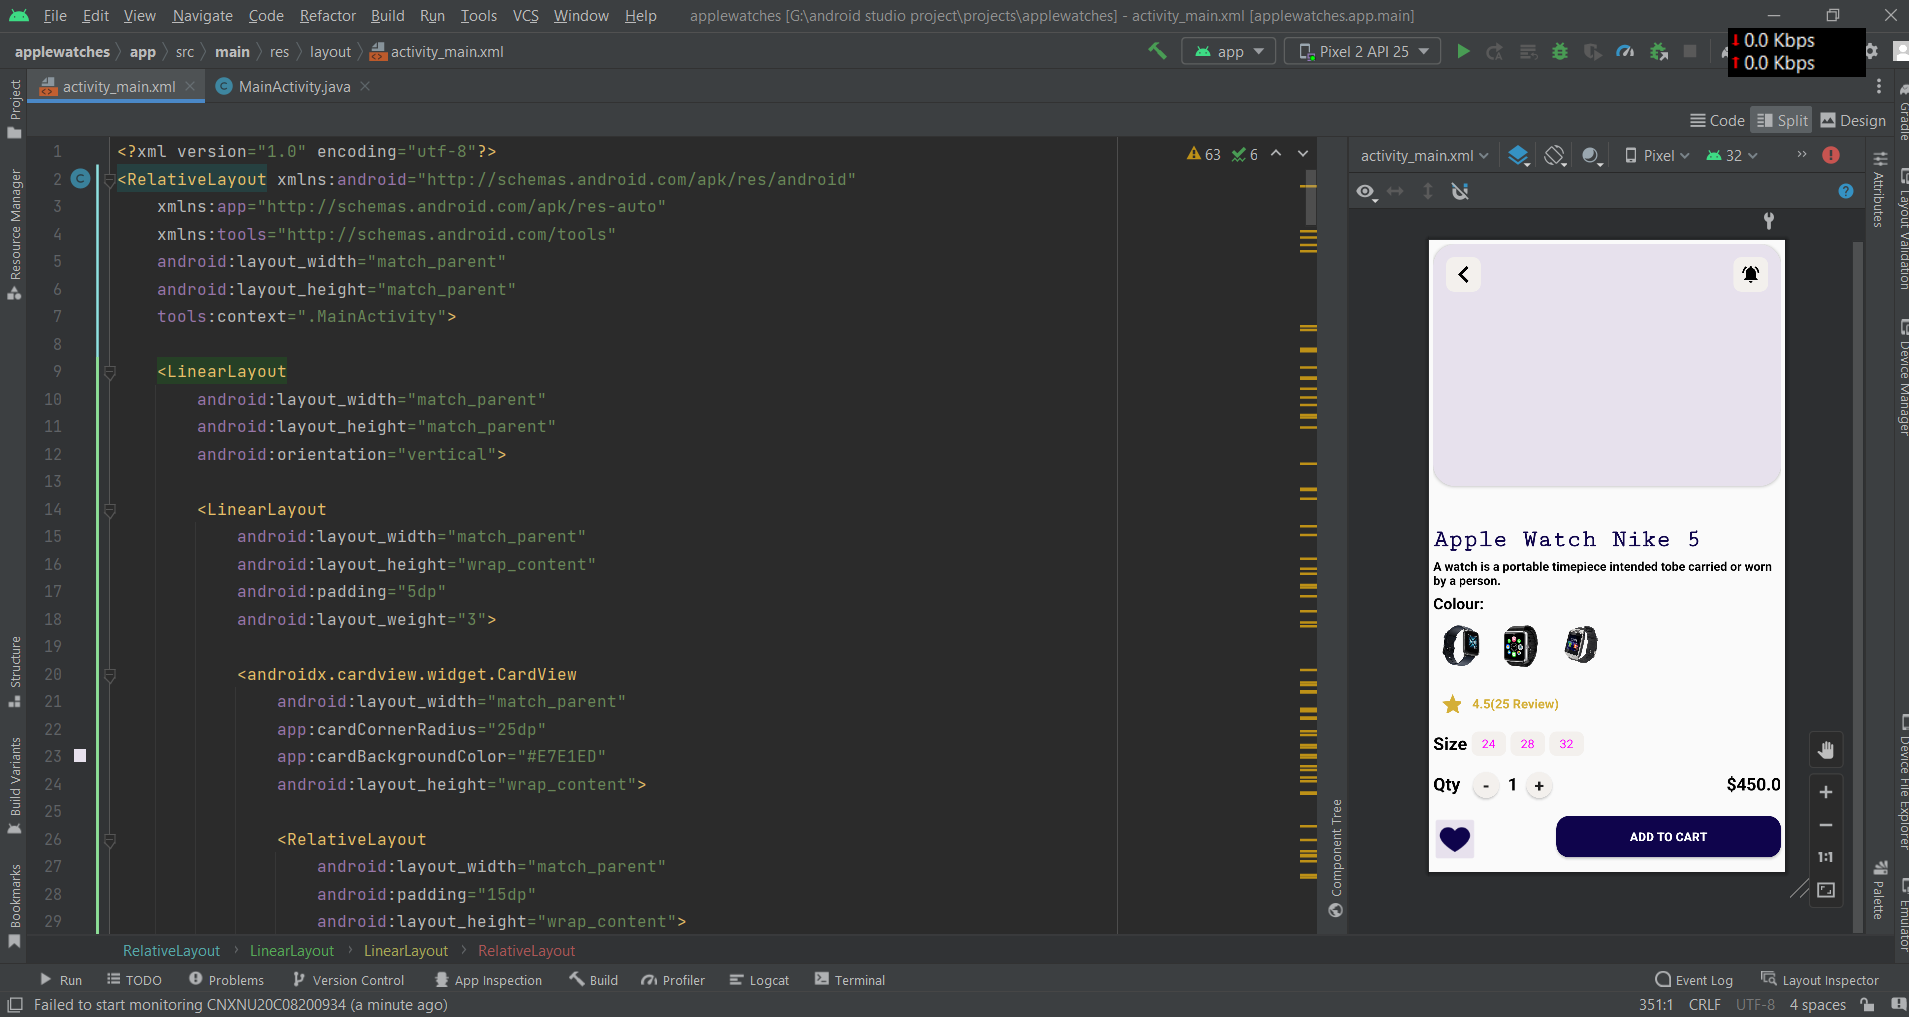 File Edit View Navigate Code Refactor Build Run Tools VCS Window Help applewatches [G:\android studio project\projects\applewatches] - activity_main.xml [applewatches.app.main]
0.0 Kbps
0.0 Kbps
applewatches app src main res layout activity_main.xml app Pixel 2 API 25
activity_main.xml MainActivity.java
Code Split Design
Project
Resource Manager
Structure
Build Variants
Bookmarks
63 6
1 <?xml version="1.0" encoding="utf-8"?>
2 <RelativeLayout xmlns:android="http://schemas.android.com/apk/res/android"
3 xmlns:app="http://schemas.android.com/apk/res-auto"
4 xmlns:tools="http://schemas.android.com/tools"
5 android:layout_width="match_parent"
6 android:layout_height="match_parent"
7 tools:context=".MainActivity">
8
9 <LinearLayout
10 android:layout_width="match_parent"
11 android:layout_height="match_parent"
12 android:orientation="vertical">
13
14 <LinearLayout
15 android:layout_width="match_parent"
16 android:layout_height="wrap_content"
17 android:padding="5dp"
18 android:layout_weight="3">
19
20 <androidx.cardview.widget.CardView
21 android:layout_width="match_parent"
22 app:cardCornerRadius="25dp"
23 app:cardBackgroundColor="#E7E1ED"
24 android:layout_height="wrap_content">
25
26 <RelativeLayout
27 android:layout_width="match_parent"
28 android:padding="15dp"
29 android:layout_height="wrap_content">
Component Tree
activity_main.xml Pixel 32
Apple Watch Nike 5
A watch is a portable timepiece intended tobe carried or worn
by a person.
Colour:
4.5(25 Review)
Size 24 28 32
Qty - 1 + $450.0
ADD TO CART
1:1
Attributes
Palette
Gradle
Layout Validation
Device Manager
Device File Explorer
Emulator
RelativeLayout LinearLayout LinearLayout RelativeLayout
Run TODO Problems Version Control App Inspection Build Profiler Logcat Terminal Event Log Layout Inspector
Failed to start monitoring CNXNU20C08200934 (a minute ago) 351:1 CRLF UTF-8 4 spaces